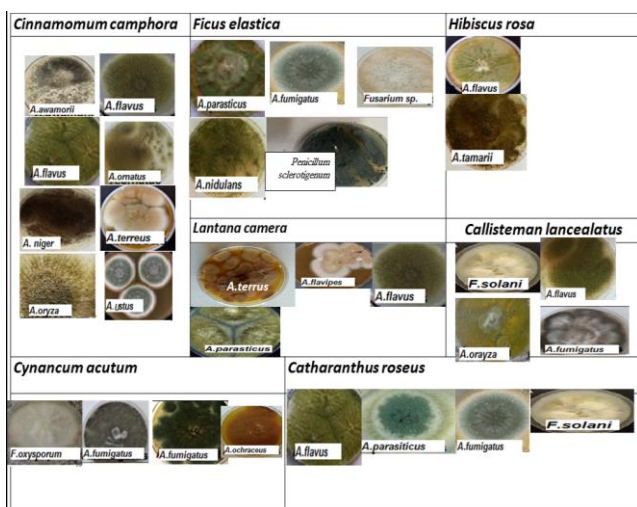 Cinnamomum camphora
A.awamorii
A.flavus
A.flavus
A.ornatus
A. niger
A.terreus
A.oryza
A.ustus
Ficus elastica
A.parasticus
A.fumigatus
Fusarium sp.
A.nidulans
Penicillum
sclerotigenum
Hibiscus rosa
A.flavus
A.tamarii
Lantana camera
A.terrus
A.flavipes
A.flavus
A.parasticus
Callisteman lancealatus
F.solani
A.flavus
A.orayza
A.fumigatus
Cynancum acutum
F.oxysporum
A.fumigatus
A.fumigatus
A.ochraceus
Catharanthus roseus
A.flavus
A.parasiticus
A.fumigatus
F.solani